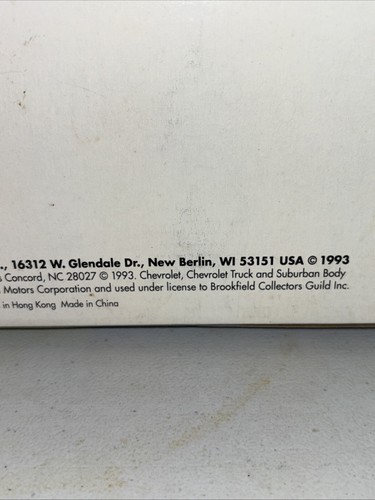 ., 16312 W. Glendale Dr., New Berlin, WI 53151 USA © 1993
s Concord, NC 28027 © 1993. Chevrolet, Chevrolet Truck and Suburban Body
Motors Corporation and used under license to Brookfield Collectors Guild Inc.
in Hong Kong Made in China